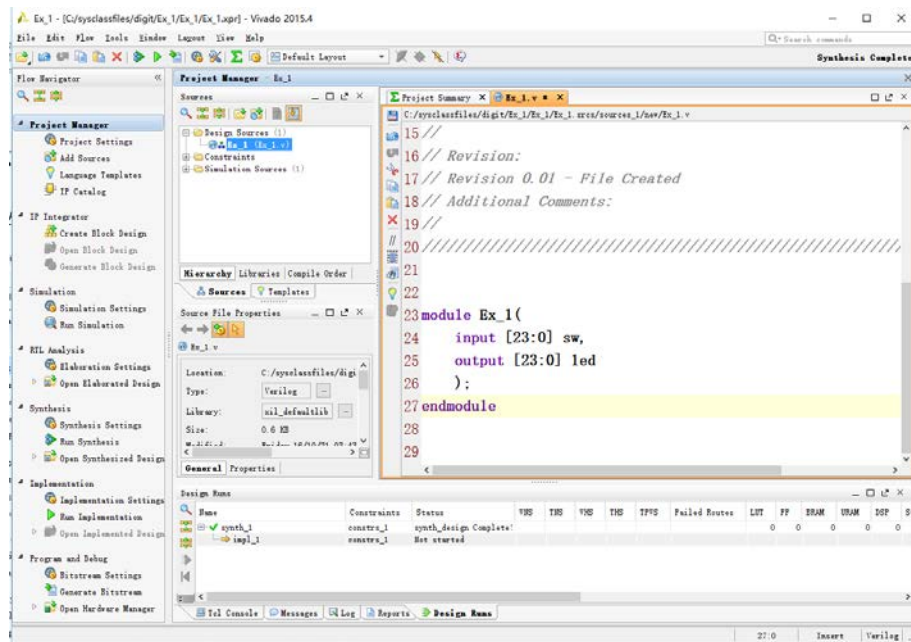 Ex_1 - [C:/sysclassfiles/digit/Ex_1/Ex_1/Ex_1.xpr] - Vivado 2015.4
File Edit Flow Tools Window Layout View Help
Search commands
Default Layout
Synthesis Complete
Flow Navigator
Project Manager
Project Settings
Add Sources
Language Templates
IP Catalog
IP Integrator
Create Block Design
Open Block Design
Generate Block Design
Simulation
Simulation Settings
Run Simulation
RTL Analysis
Elaboration Settings
Open Elaborated Design
Synthesis
Synthesis Settings
Run Synthesis
Open Synthesized Design
Implementation
Implementation Settings
Run Implementation
Open Implemented Design
Program and Debug
Bitstream Settings
Generate Bitstream
Open Hardware Manager
Project Manager - Ex_1
Sources
Design Sources (1)
Ex_1 (Ex_1.v)
Constraints
Simulation Sources (1)
Hierarchy Libraries Compile Order
Sources Templates
Source File Properties
Ex_1.v
Location: C:/sysclassfiles/digi
Type: Verilog
Library: xil_defaultlib
Size: 0.6 KB
General Properties
Project Summary Ex_1.v
C:/sysclassfiles/digit/Ex_1/Ex_1/Ex_1.srcs/sources_1/new/Ex_1.v
15 //
16 // Revision:
17 // Revision 0.01 - File Created
18 // Additional Comments:
19 //
20 //////////////////////////////////////////////////
21
22
23 module Ex_1(
24 input [23:0] sw,
25 output [23:0] led
26 );
27 endmodule
28
29
Design Runs
Name Constraints Status WNS TNS WHS THS TPWS Failed Routes LUT FF BRAM URAM DSP S
synth_1 constrs_1 synth_design Complete! 0 0 0 0 0
impl_1 constrs_1 Not started
Tcl Console Messages Log Reports Design Runs
27:0 Insert Verilog